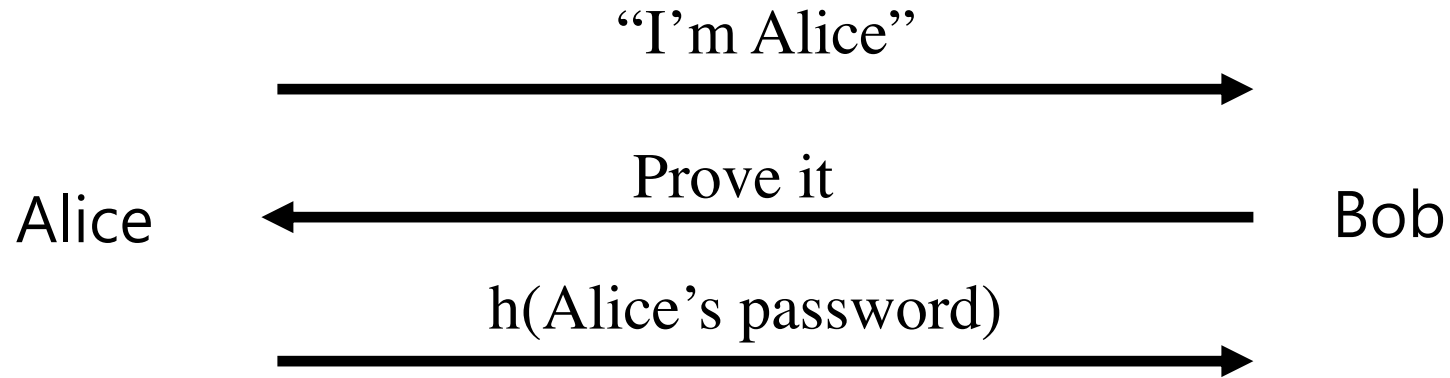 “I’m Alice”
Prove it
Alice
Bob
h(Alice’s password)